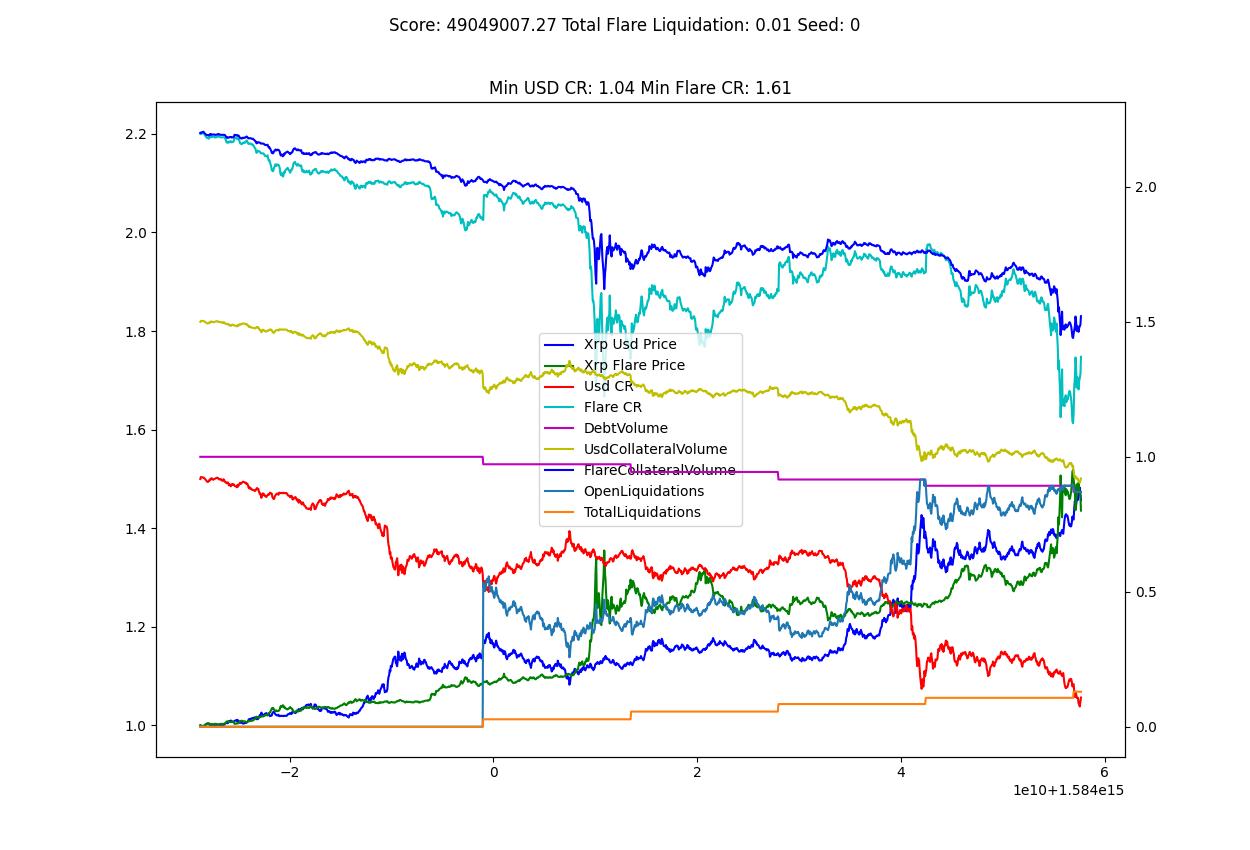 Score: 49049007.27 Total Flare Liquidation: 0.01 Seed: 0
Min USD CR: 1.04 Min Flare CR: 1.61
2.2
2.0
1.8
1.6
1.4
1.2
1.0
2.0
1.5
1.0
0.5
0.0
Xrp Usd Price
Xrp Flare Price
Usd CR
Flare CR
DebtVolume
UsdCollateralVolume
FlareCollateralVolume
OpenLiquidations
TotalLiquidations
−2 0 2 4 6
1e10+1.584e15